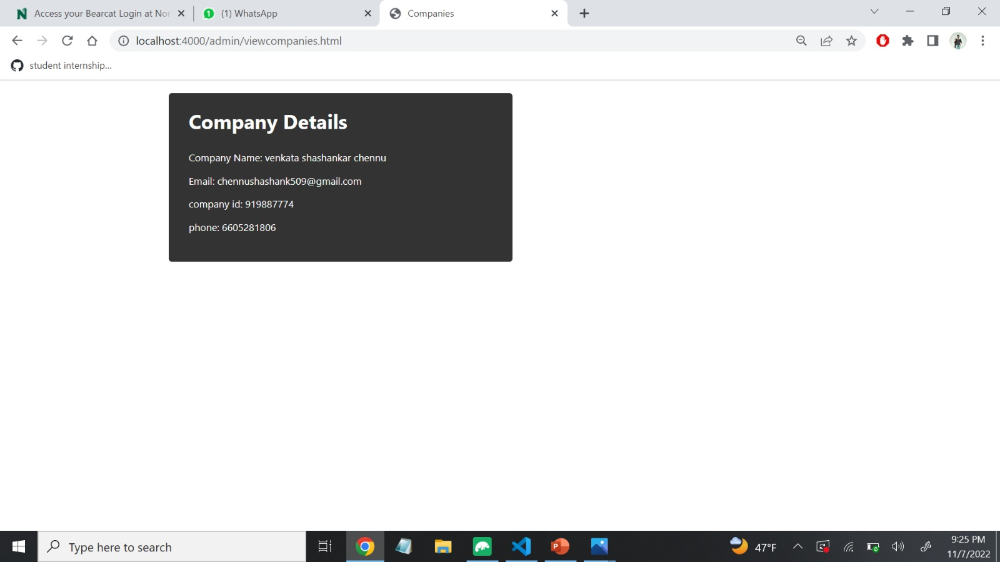 Access your Bearcat Login at Nor
(1) WhatsApp
Companies
localhost:4000/admin/viewcompanies.html
student internship...
Company Details
Company Name: venkata shashankar chennu
Email: chennushashank509@gmail.com
company id: 919887774
phone: 6605281806
Type here to search
47°F
9:25 PM
11/7/2022